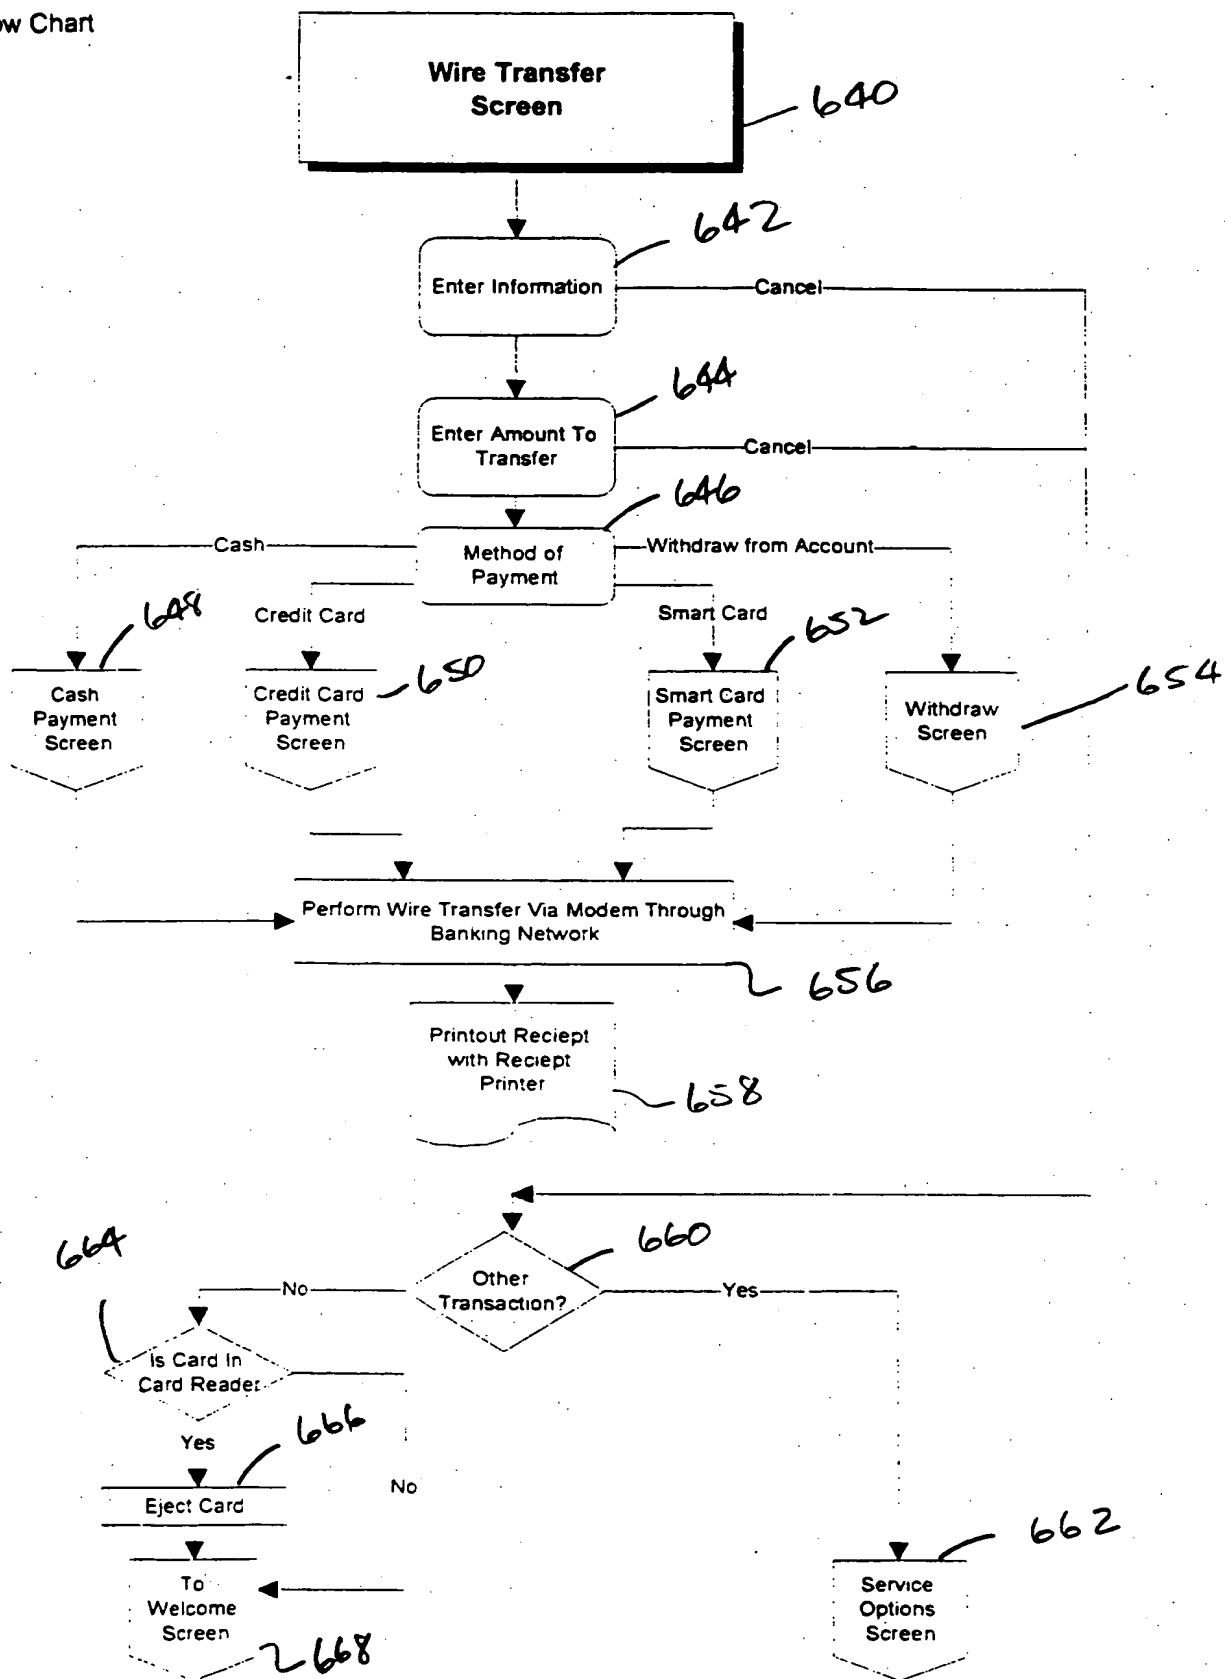 ow Chart
Wire Transfer
Screen
640
642
Enter Information
Cancel
644
Enter Amount To
Transfer
Cancel
646
Cash
Method of
Payment
Withdraw from Account
648
Credit Card
Smart Card
652
Cash
Payment
Screen
Credit Card
Payment
Screen
650
Smart Card
Payment
Screen
Withdraw
Screen
654
Perform Wire Transfer Via Modem Through
Banking Network
656
Printout Reciept
with Reciept
Printer
658
664
660
Other
Transaction?
No
Yes
Is Card In
Card Reader
Yes
666
No
Eject Card
662
To
Welcome
Screen
668
Service
Options
Screen